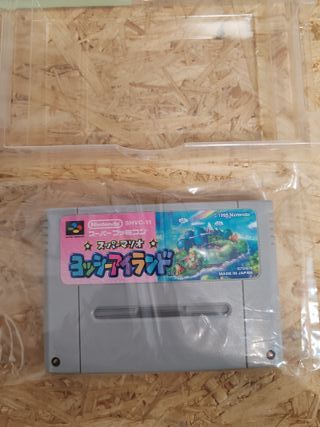 Nintendo
SHVC-11
スーパーファミコン
© 1995 Nintendo
スーパーマリオ
ヨッシーアイランド
MADE IN JAPAN